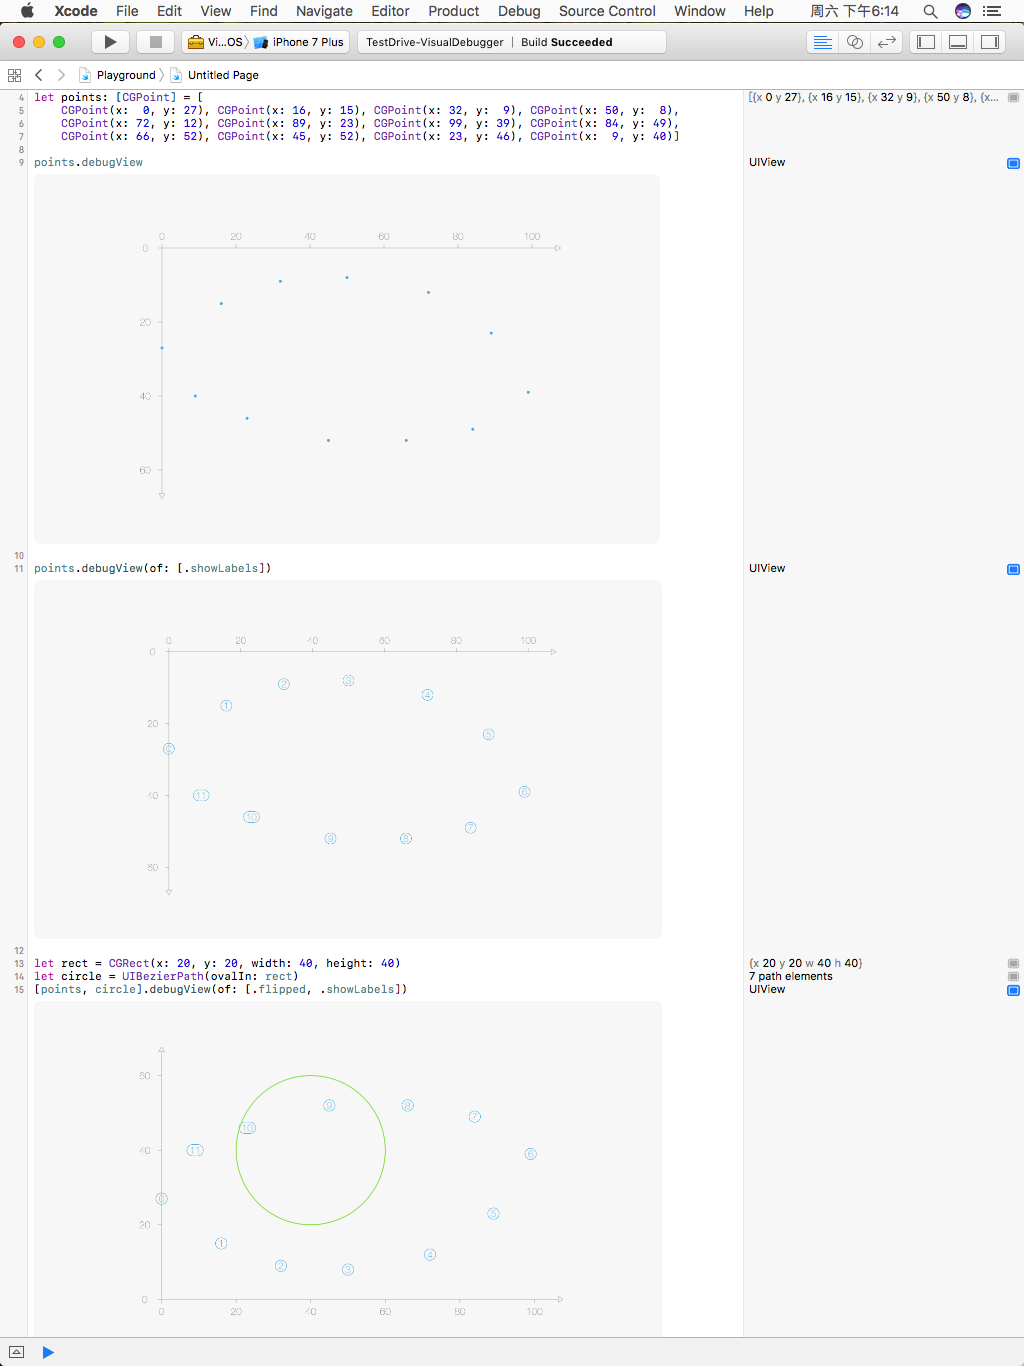 Xcode File Edit View Find Navigate Editor Product Debug Source Control Window Help 周六 下午6:14
Vi...OS iPhone 7 Plus TestDrive-VisualDebugger | Build Succeeded
Playground Untitled Page
4 let points: [CGPoint] = [ [{x 0 y 27}, {x 16 y 15}, {x 32 y 9}, {x 50 y 8}, {x...
5 CGPoint(x: 0, y: 27), CGPoint(x: 16, y: 15), CGPoint(x: 32, y: 9), CGPoint(x: 50, y: 8),
6 CGPoint(x: 72, y: 12), CGPoint(x: 89, y: 23), CGPoint(x: 99, y: 39), CGPoint(x: 84, y: 49),
7 CGPoint(x: 66, y: 52), CGPoint(x: 45, y: 52), CGPoint(x: 23, y: 46), CGPoint(x: 9, y: 40)]
8
9 points.debugView UIView
0 20 40 60 80 100
0
20
40
60
10
11 points.debugView(of: [.showLabels]) UIView
0 20 40 60 80 100
0
2 3
1 4
20
5
0
40 11 6
10
7
9 8
60
12
13 let rect = CGRect(x: 20, y: 20, width: 40, height: 40) {x 20 y 20 w 40 h 40}
14 let circle = UIBezierPath(ovalIn: rect) 7 path elements
15 [points, circle].debugView(of: [.flipped, .showLabels]) UIView
60
9 8
7
10
40 11 6
0
5
20
1
4
2 3
0
0 20 40 60 80 100